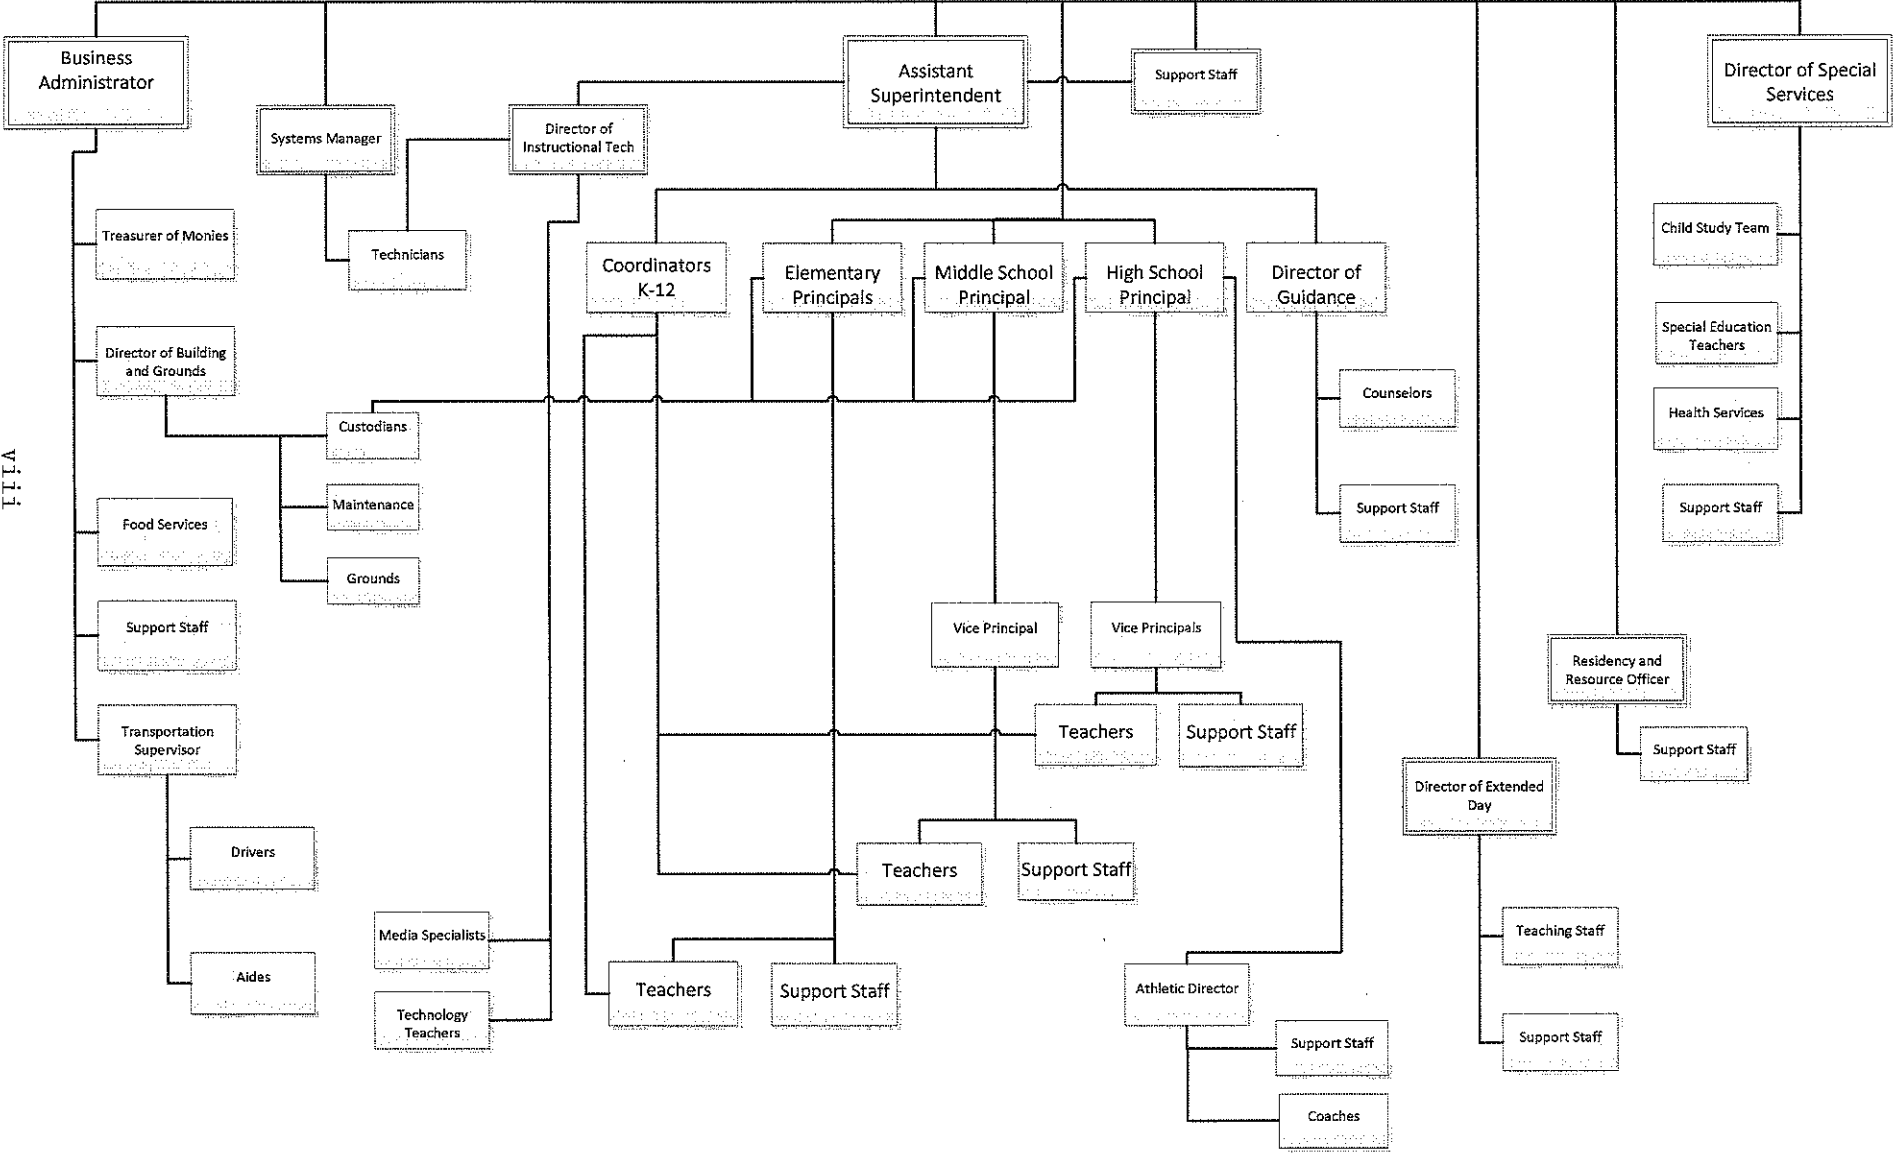 Business
Administrator
Assistant
Superintendent
Support Staff
Director of Special
Services
Systems Manager
Director of
Instructional Tech
Treasurer of Monies
Technicians
Coordinators
K-12
Elementary
Principals
Middle School
Principal
High School
Principal
Director of
Guidance
Child Study Team
Special Education
Teachers
Director of Building
and Grounds
Counselors
Health Services
Custodians
Maintenance
Support Staff
Support Staff
viii
Food Services
Grounds
Support Staff
Vice Principal
Vice Principals
Residency and
Resource Officer
Transportation
Supervisor
Teachers
Support Staff
Support Staff
Director of Extended
Day
Drivers
Teachers
Support Staff
Media Specialists
Teaching Staff
Aides
Teachers
Support Staff
Athletic Director
Technology
Teachers
Support Staff
Support Staff
Coaches